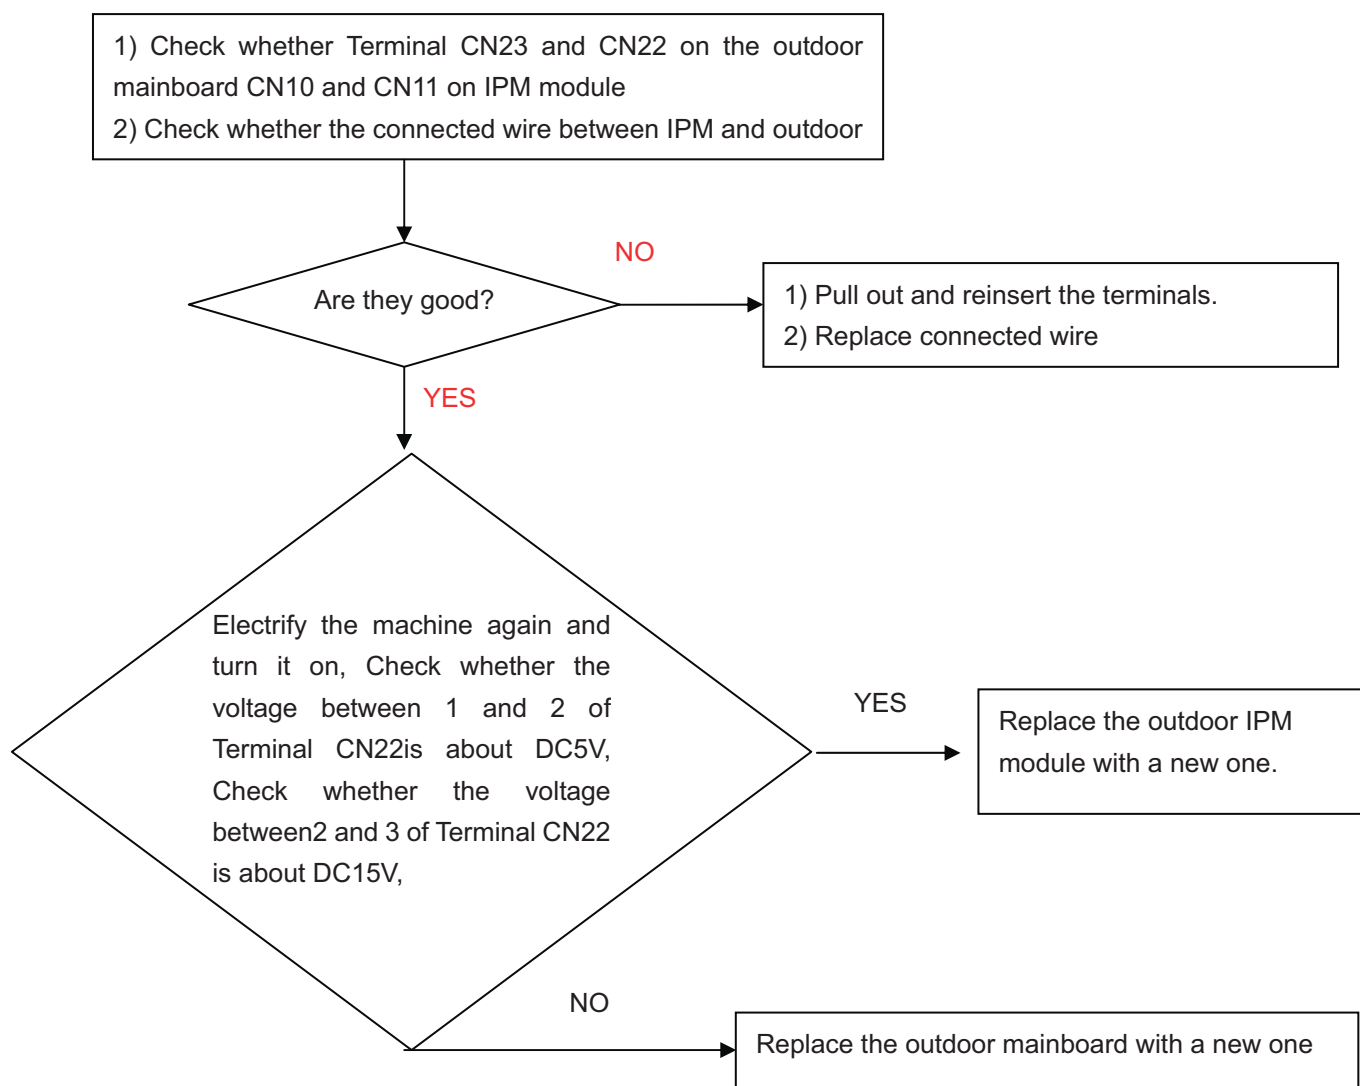 1) Check whether Terminal CN23 and CN22 on the outdoor
mainboard CN10 and CN11 on IPM module
2) Check whether the connected wire between IPM and outdoor
Are they good?
NO
1) Pull out and reinsert the terminals.
2) Replace connected wire
YES
Electrify the machine again and
turn it on, Check whether the
voltage between 1 and 2 of
Terminal CN22is about DC5V,
Check whether the voltage
between2 and 3 of Terminal CN22
is about DC15V,
YES
Replace the outdoor IPM
module with a new one.
NO
Replace the outdoor mainboard with a new one